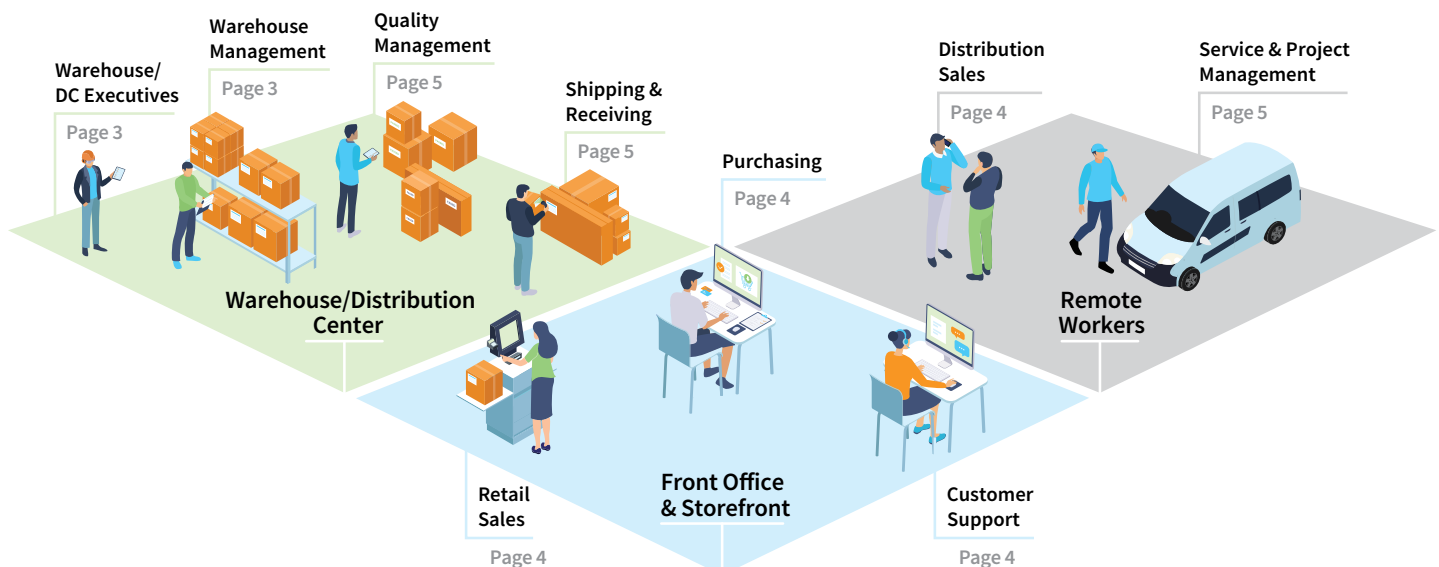 Warehouse/
DC Executives
Page 3
Warehouse
Management
Page 3
Quality
Management
Page 5
Shipping &
Receiving
Page 5
Purchasing
Page 4
Distribution
Sales
Page 4
Service & Project
Management
Page 5
Warehouse/Distribution
Center
Remote
Workers
Retail
Sales
Page 4
Front Office
& Storefront
Customer
Support
Page 4